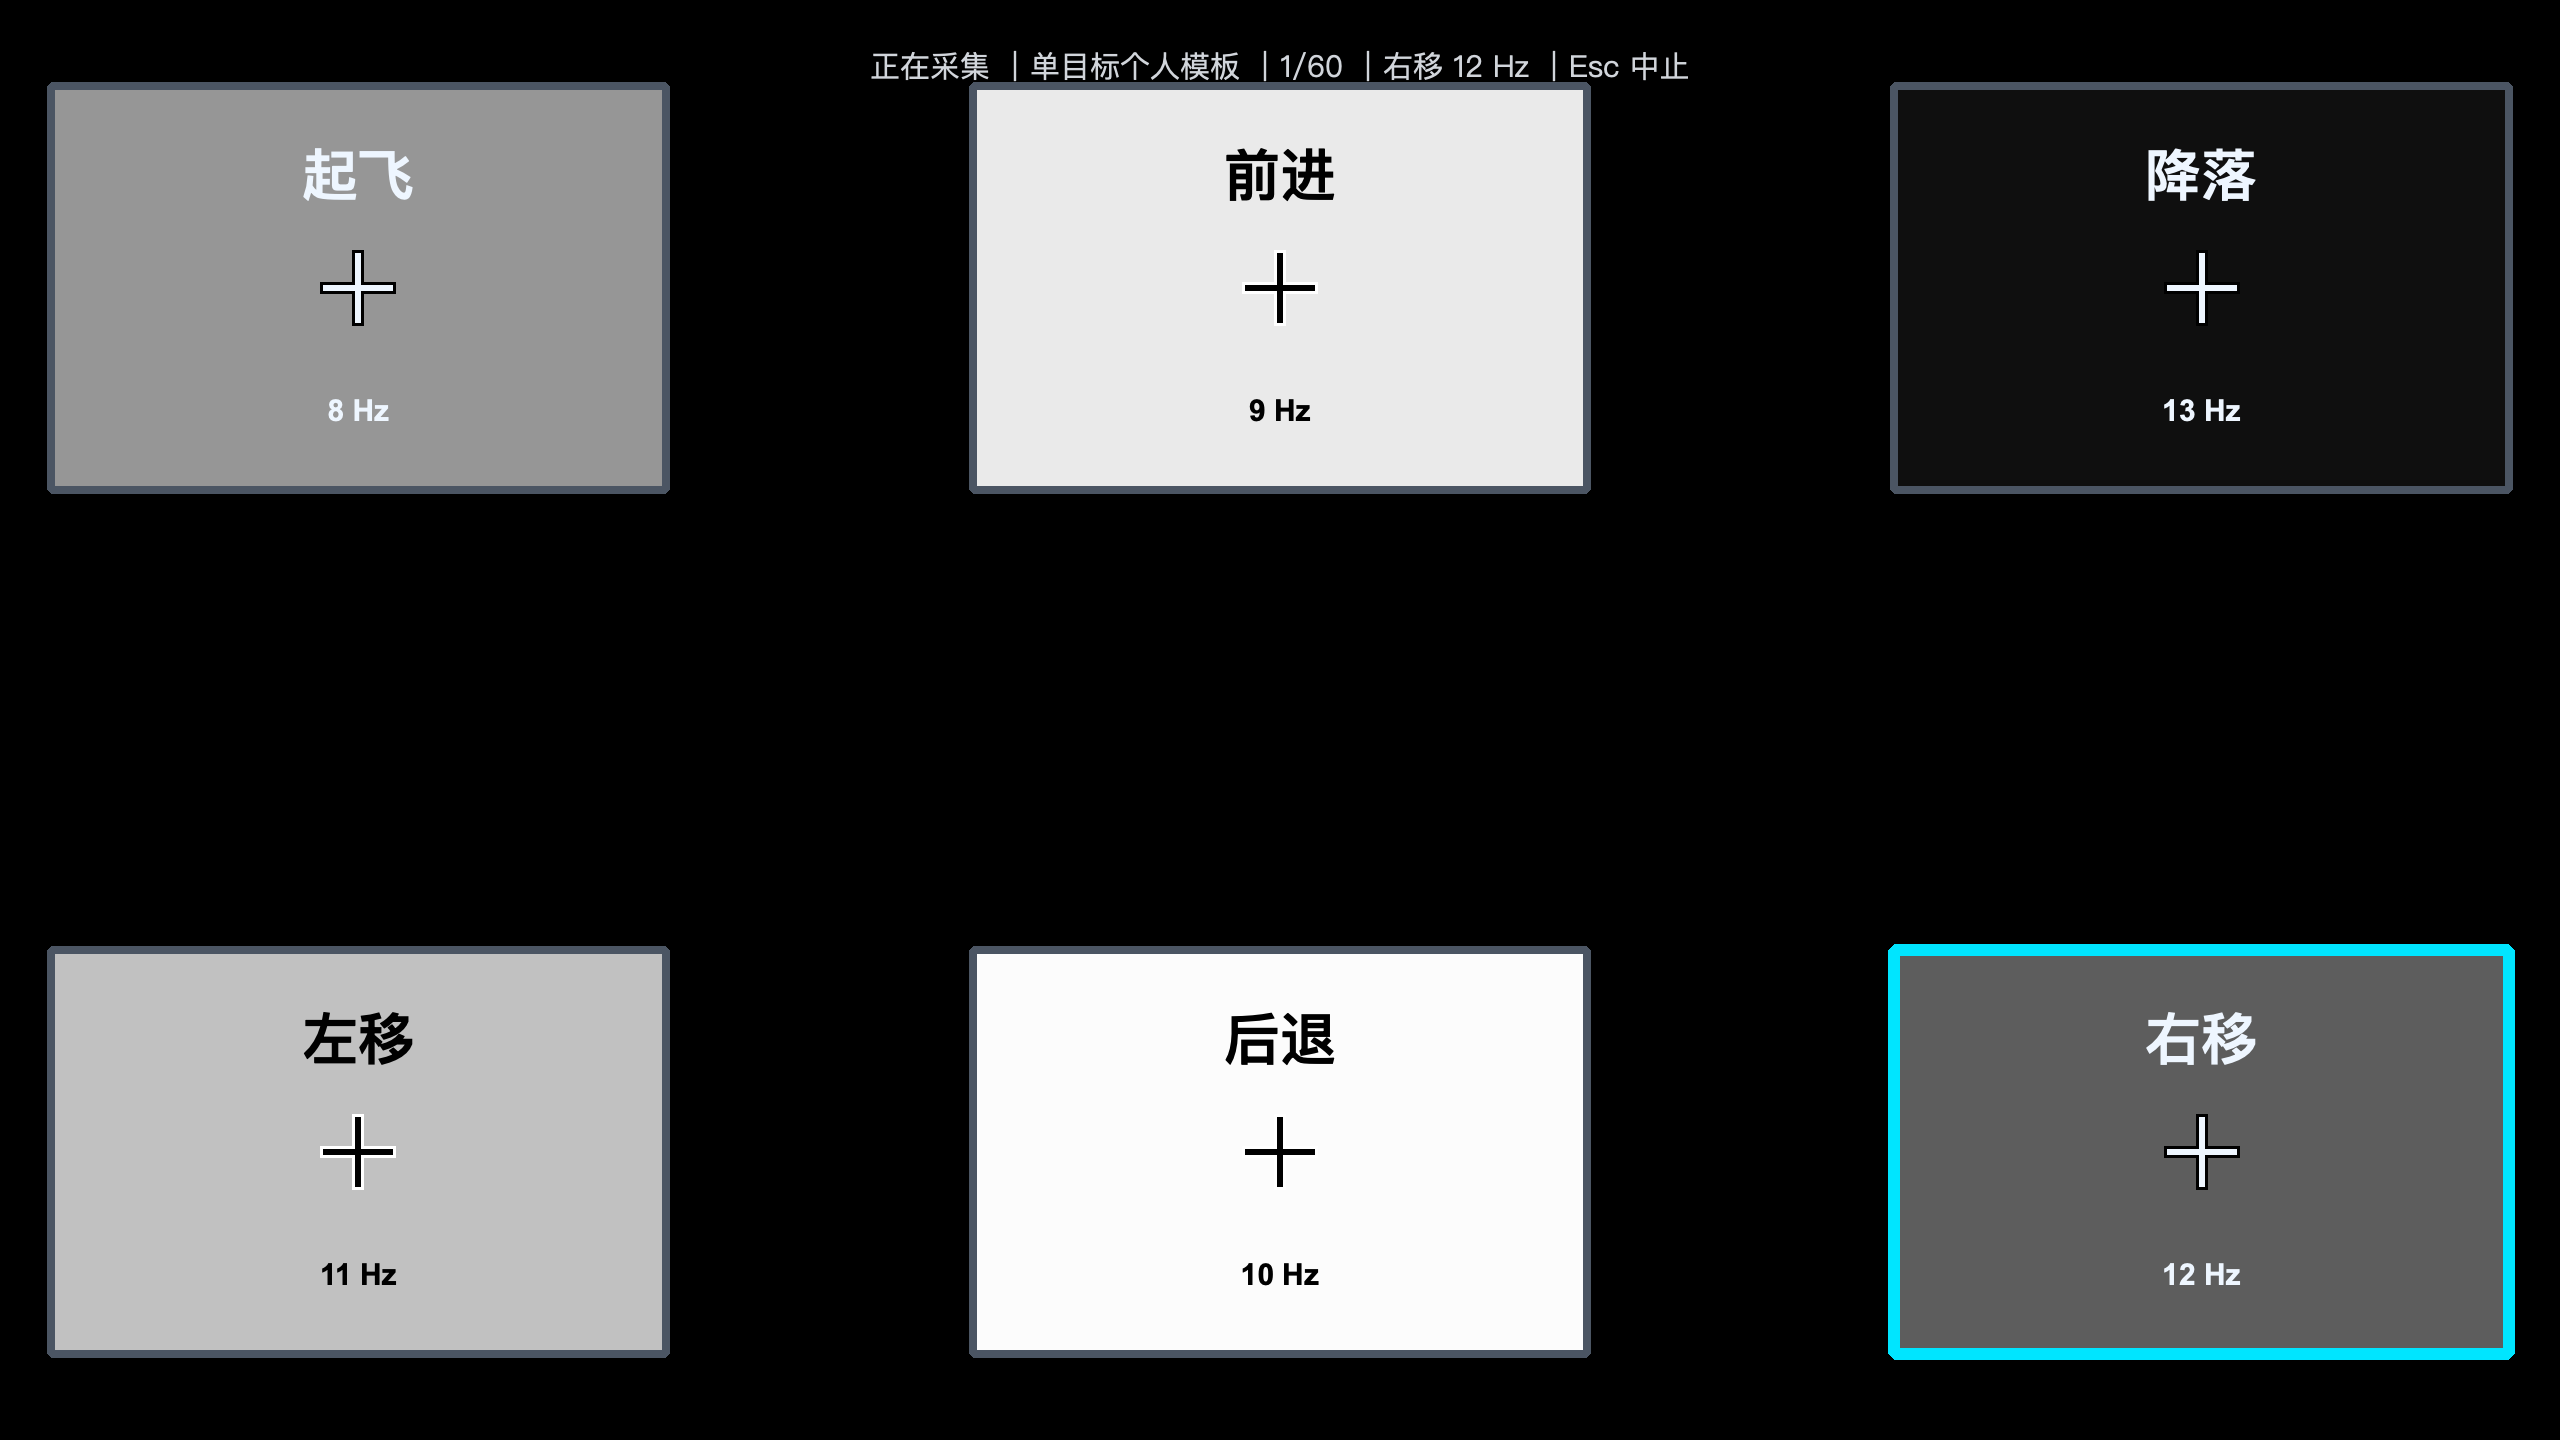 正在采集 ｜单目标个人模板 ｜1/60 ｜右移 12 Hz ｜Esc 中止
起飞
8 Hz
前进
9 Hz
降落
13 Hz
左移
11 Hz
后退
10 Hz
右移
12 Hz